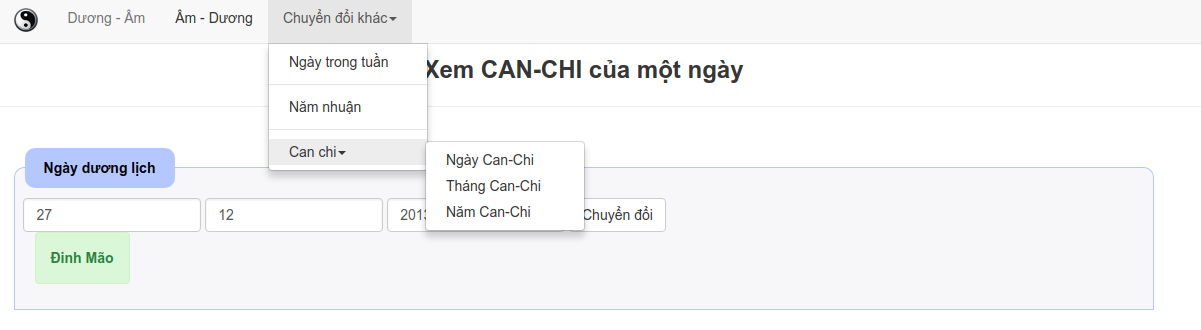 Dương - Âm
Âm - Dương
Chuyển đổi khác
Ngày trong tuần
Năm nhuận
Can chi
Ngày Can-Chi
Tháng Can-Chi
Năm Can-Chi
Xem CAN-CHI của một ngày
Ngày dương lịch
27
12
2013
Chuyển đổi
Đinh Mão